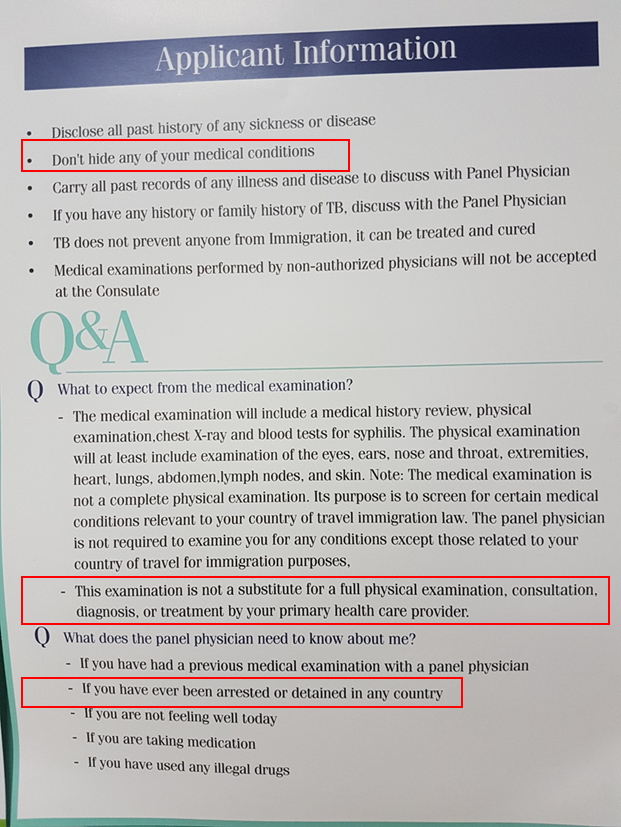 Applicant Information
• Disclose all past history of any sickness or disease
• Don't hide any of your medical conditions
• Carry all past records of any illness and disease to discuss with Panel Physician
• If you have any history or family history of TB, discuss with the Panel Physician
• TB does not prevent anyone from Immigration, it can be treated and cured
• Medical examinations performed by non-authorized physicians will not be accepted
at the Consulate
Q&A
Q What to expect from the medical examination?
- The medical examination will include a medical history review, physical
examination,chest X-ray and blood tests for syphilis. The physical examination
will at least include examination of the eyes, ears, nose and throat, extremities,
heart, lungs, abdomen,lymph nodes, and skin. Note: The medical examination is
not a complete physical examination. Its purpose is to screen for certain medical
conditions relevant to your country of travel immigration law. The panel physician
is not required to examine you for any conditions except those related to your
country of travel for immigration purposes,
- This examination is not a substitute for a full physical examination, consultation,
diagnosis, or treatment by your primary health care provider.
Q What does the panel physician need to know about me?
- If you have had a previous medical examination with a panel physician
- If you have ever been arrested or detained in any country
- If you are not feeling well today
- If you are taking medication
- If you have used any illegal drugs